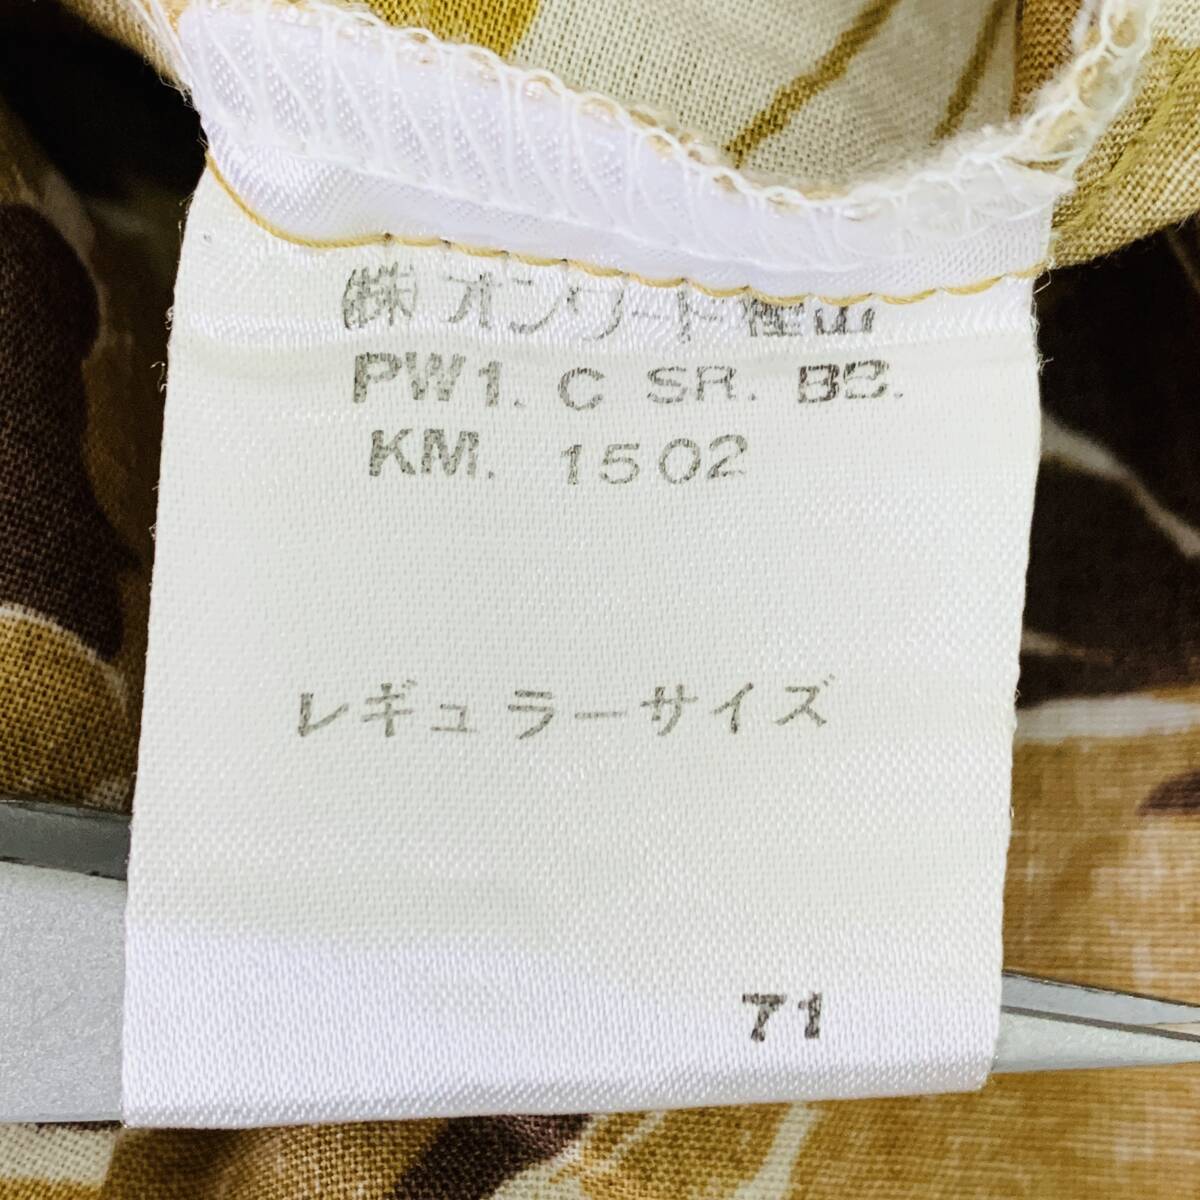 ㈱オンワード樫山
PW1. C SR. BB.
KM. 1502
レギュラーサイズ
71